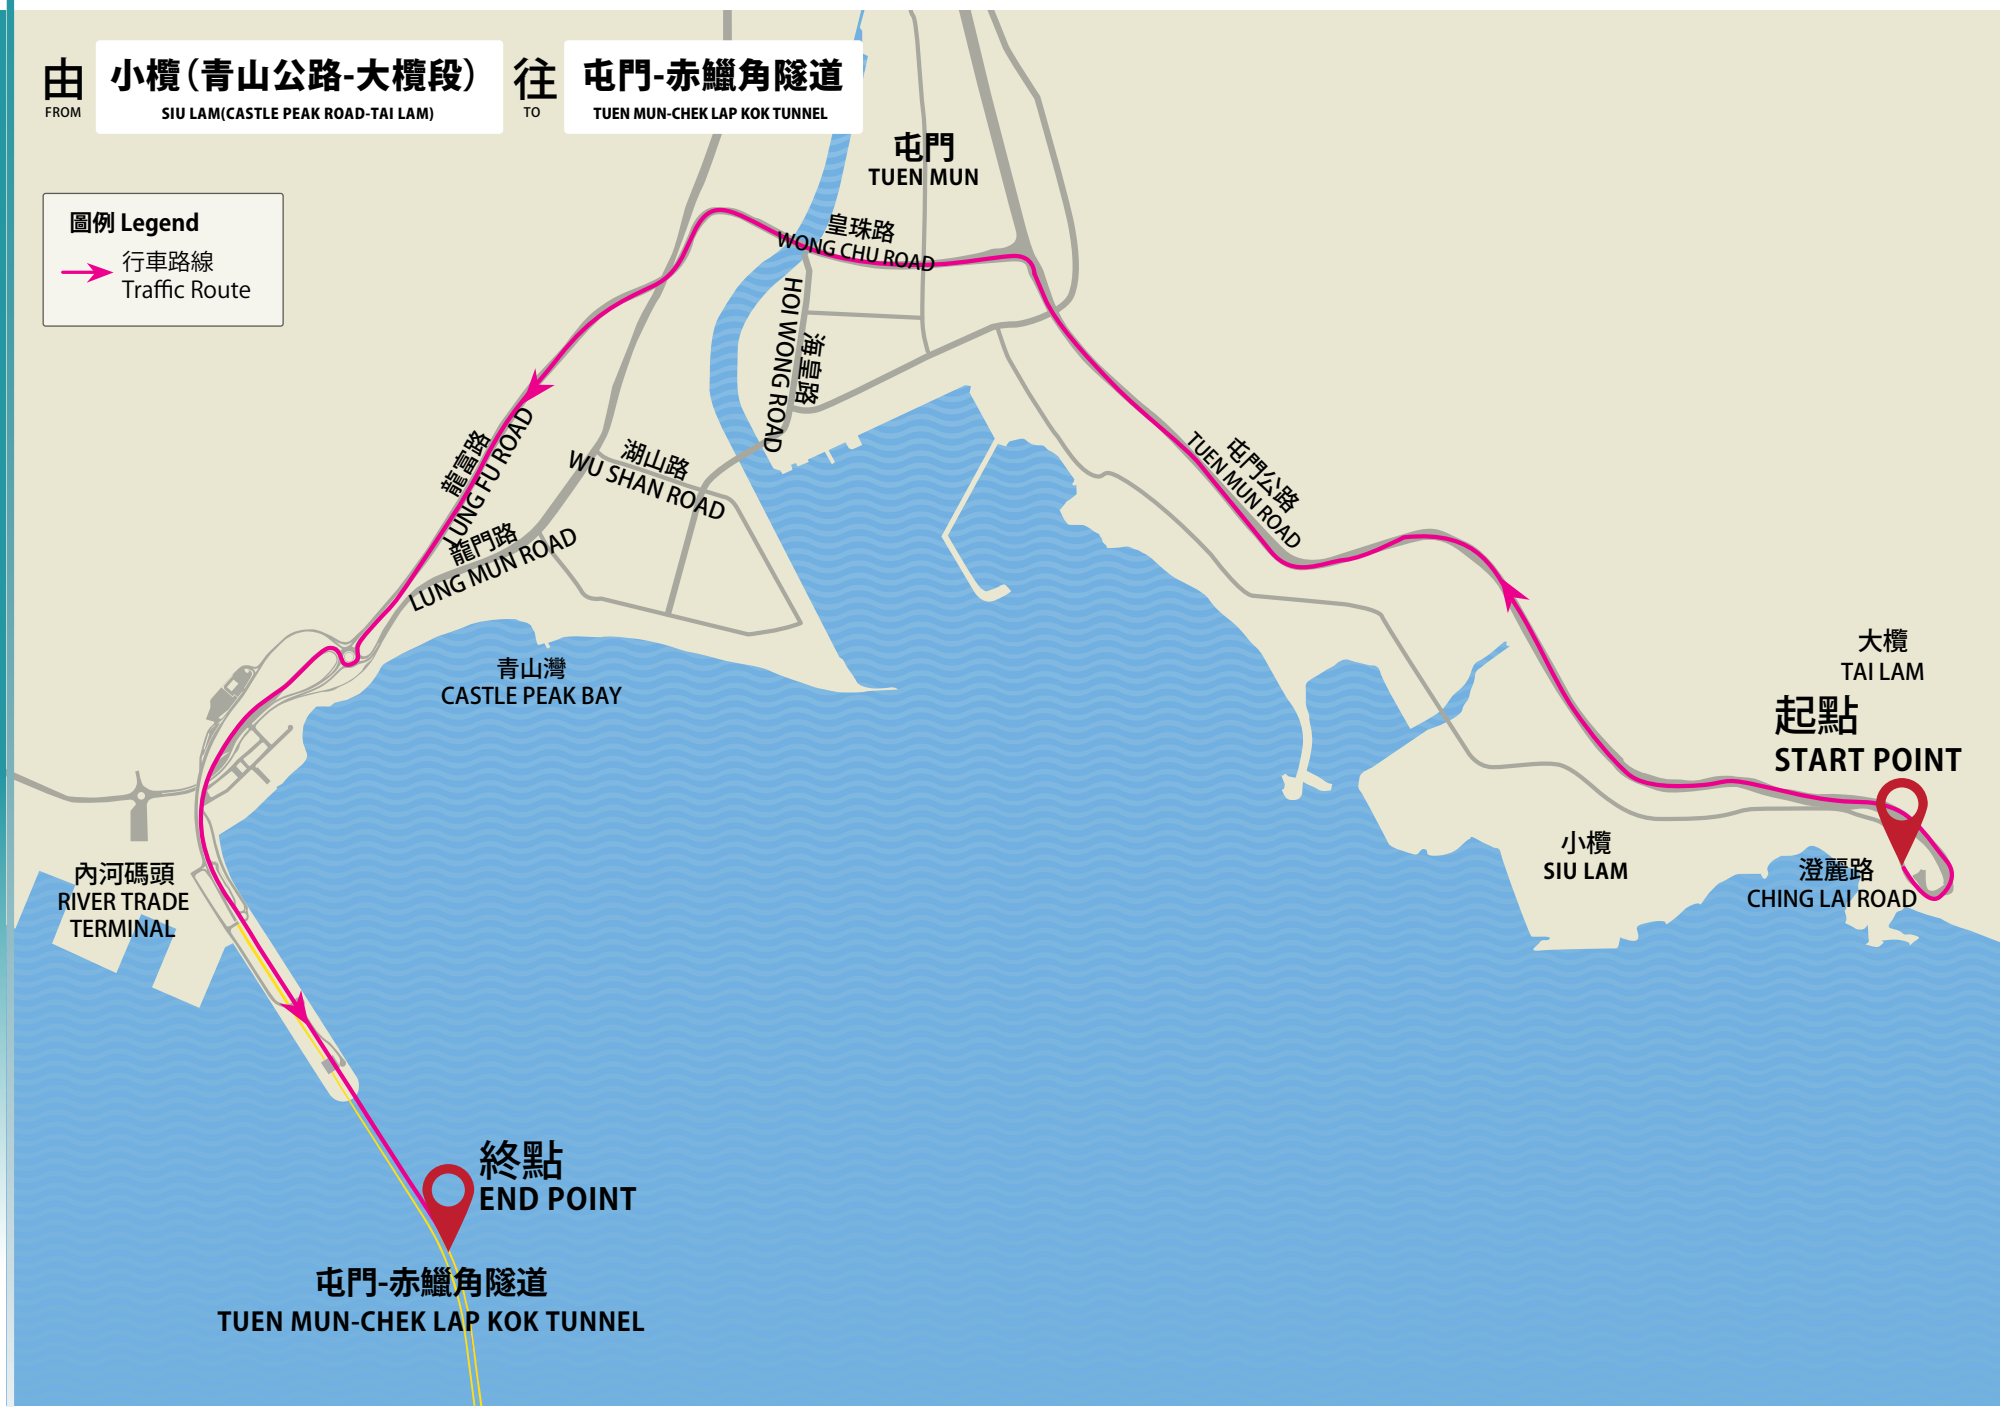 由
FROM
小欖（青山公路-大欖段）
SIU LAM(CASTLE PEAK ROAD-TAI LAM)
往
TO
屯門-赤鱲角隧道
TUEN MUN-CHEK LAP KOK TUNNEL
圖例 Legend
行車路線
Traffic Route
屯門
TUEN MUN
皇珠路
WONG CHU ROAD
HOI WONG ROAD
海皇路
龍富路
LUNG FU ROAD
湖山路
WU SHAN ROAD
龍門路
LUNG MUN ROAD
屯門公路
TUEN MUN ROAD
青山灣
CASTLE PEAK BAY
大欖
TAI LAM
起點
START POINT
小欖
SIU LAM
澄麗路
CHING LAI ROAD
內河碼頭
RIVER TRADE
TERMINAL
終點
END POINT
屯門-赤鱲角隧道
TUEN MUN-CHEK LAP KOK TUNNEL